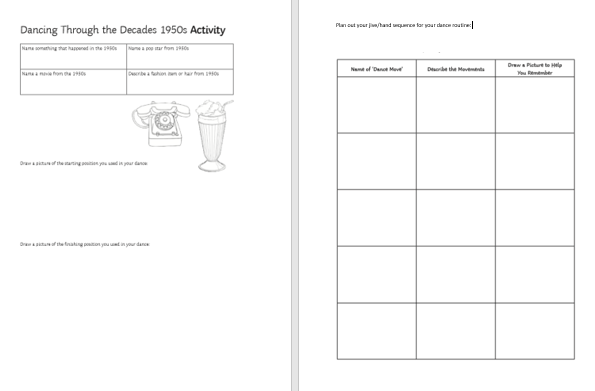 Dancing Through the Decades 1950s Activity
Name something that happened in the 1950s
Name a pop star from 1950s
Name a movie from the 1950s
Describe a fashion item or hair from 1950s
Draw a picture of the starting position you used in your dance:
Draw a picture of the finishing position you used in your dance:
Plan out your jive/hand sequence for your dance routine:
Name of 'Dance Move'
Describe the Movements
Draw a Picture to Help
You Remember